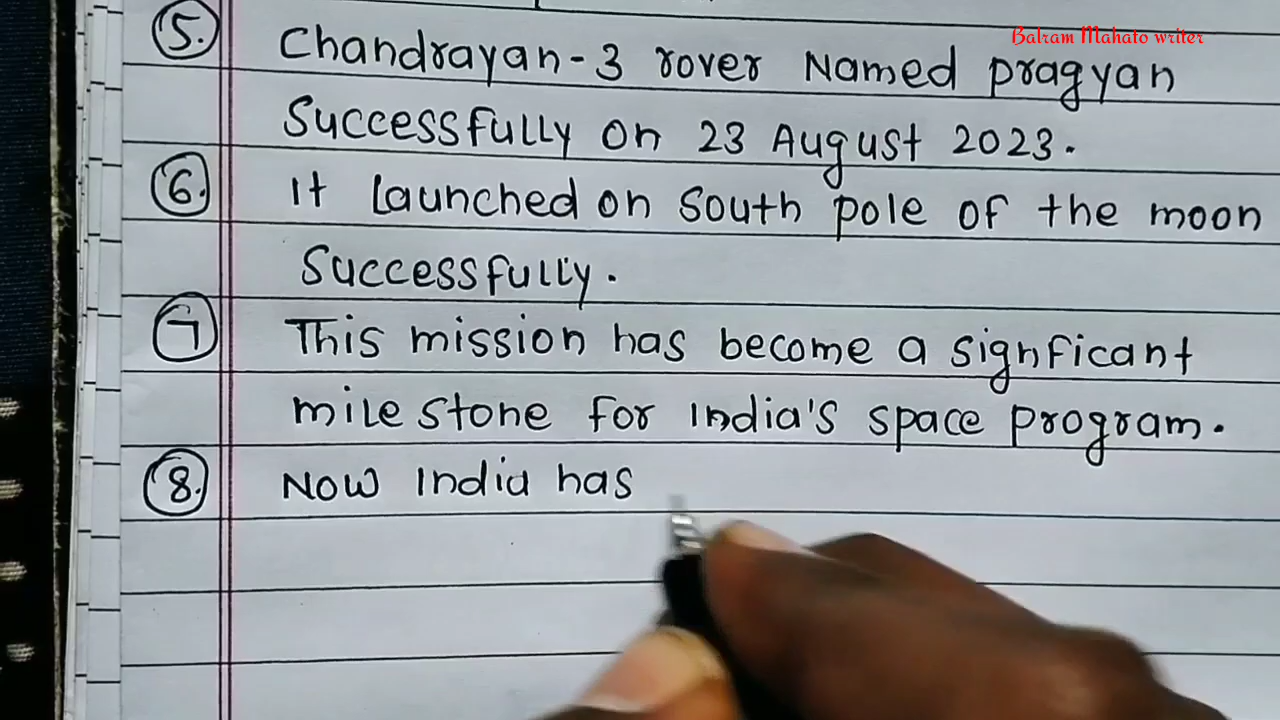 Balram Mahato writer
5. Chandrayan-3 rover Named pragyan
Successfully on 23 August 2023.
6. It launched on south pole of the moon
Successfully.
7 This mission has become a signficant
mile stone for India's space program.
8. Now India has